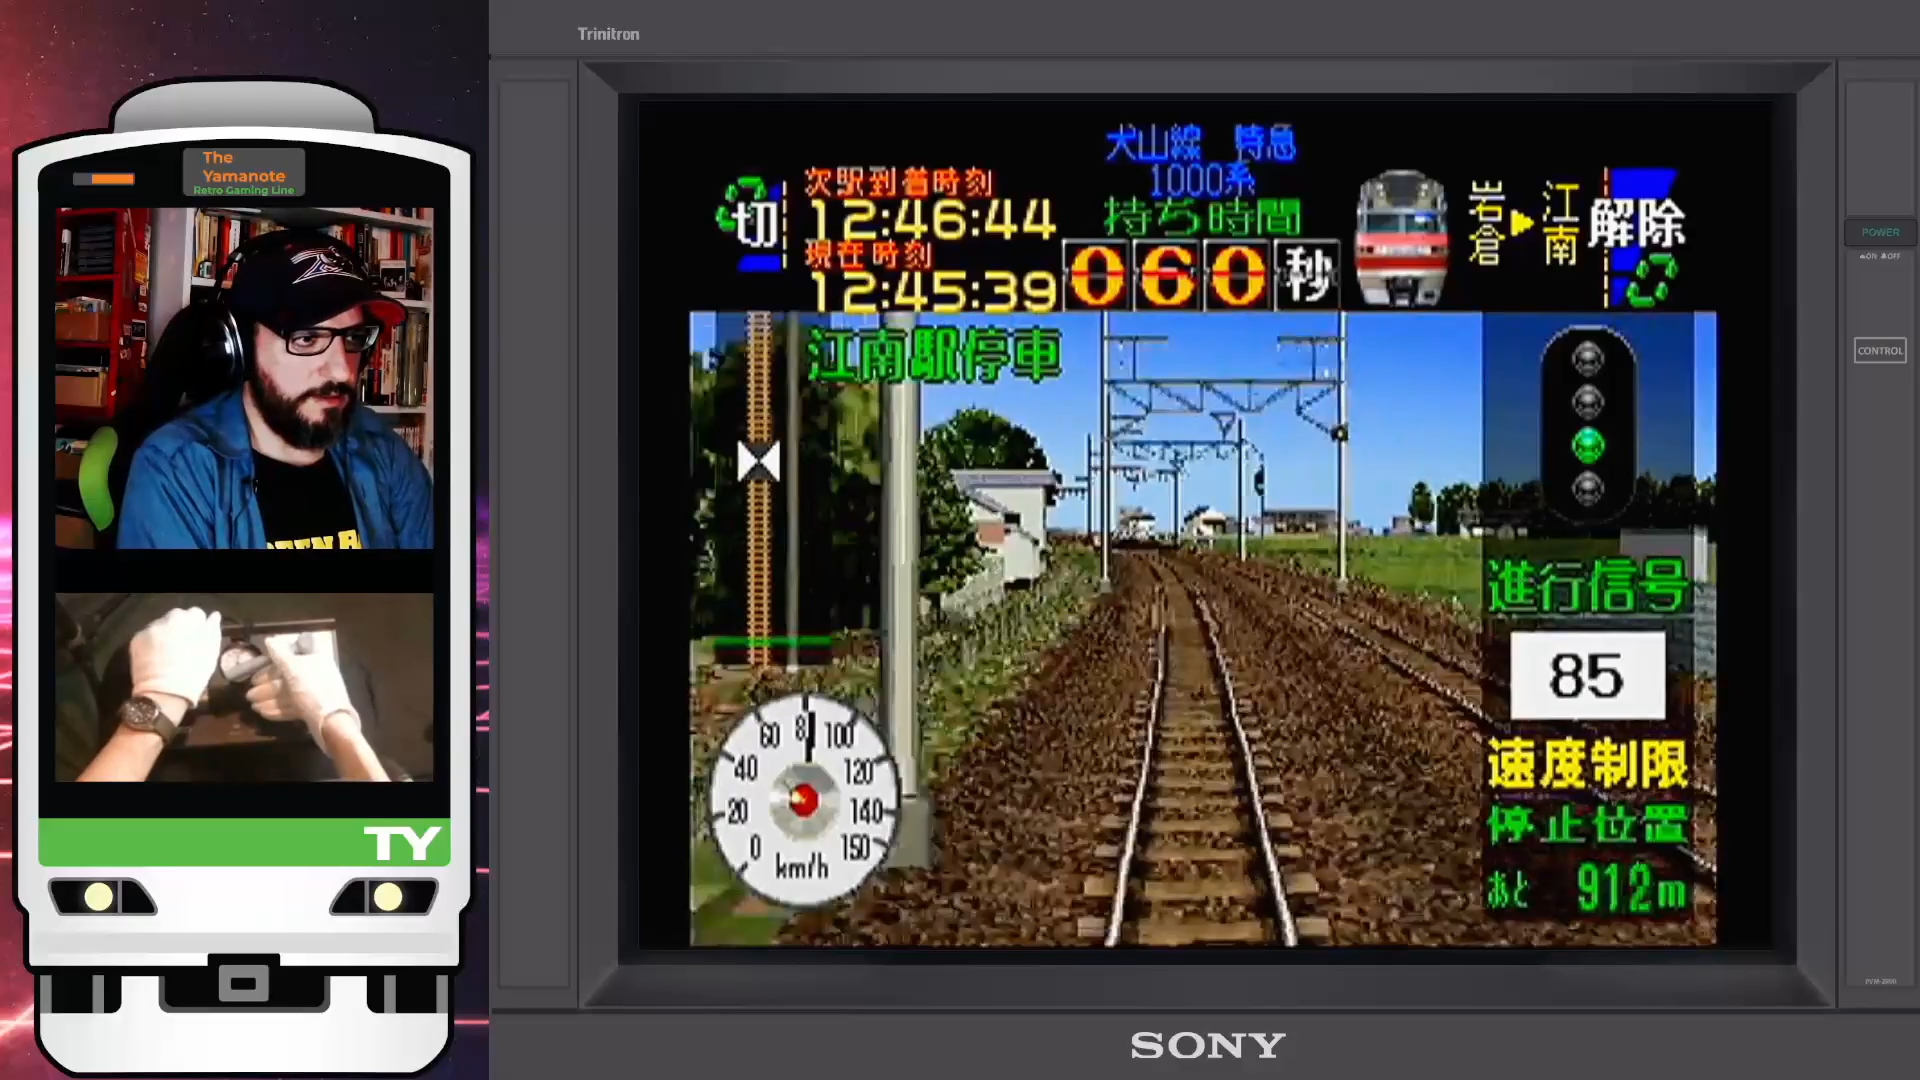 Trinitron
The
Yamanote
Retro Gaming Line
犬山線 特急
1000系
次駅到着時刻
12:46:44
現在時刻
12:45:39
持ち時間
060秒
切
岩倉
江南
解除
江南駅停車
進行信号
85
速度制限
停止位置
あと 912m
0
20
40
60
8
100
120
140
150
km/h
TY
POWER
CONTROL
SONY